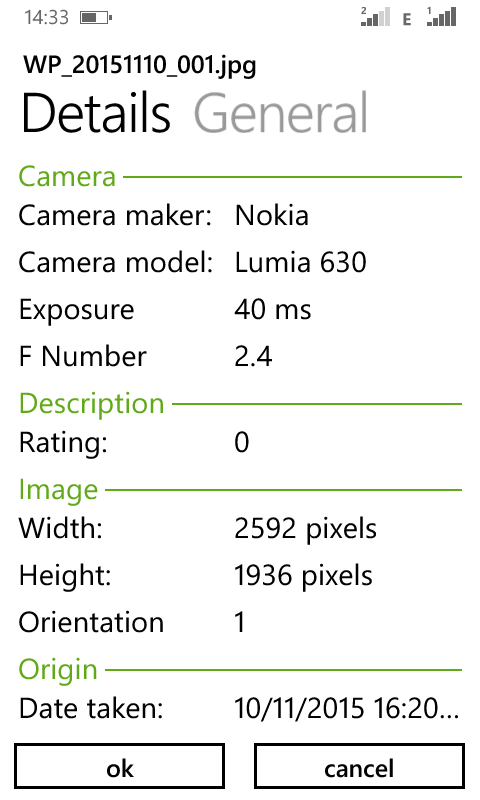 14:33 2 E 1
WP_20151110_001.jpg
Details General
Camera
Camera maker: Nokia
Camera model: Lumia 630
Exposure 40 ms
F Number 2.4
Description
Rating: 0
Image
Width: 2592 pixels
Height: 1936 pixels
Orientation 1
Origin
Date taken: 10/11/2015 16:20...
ok cancel